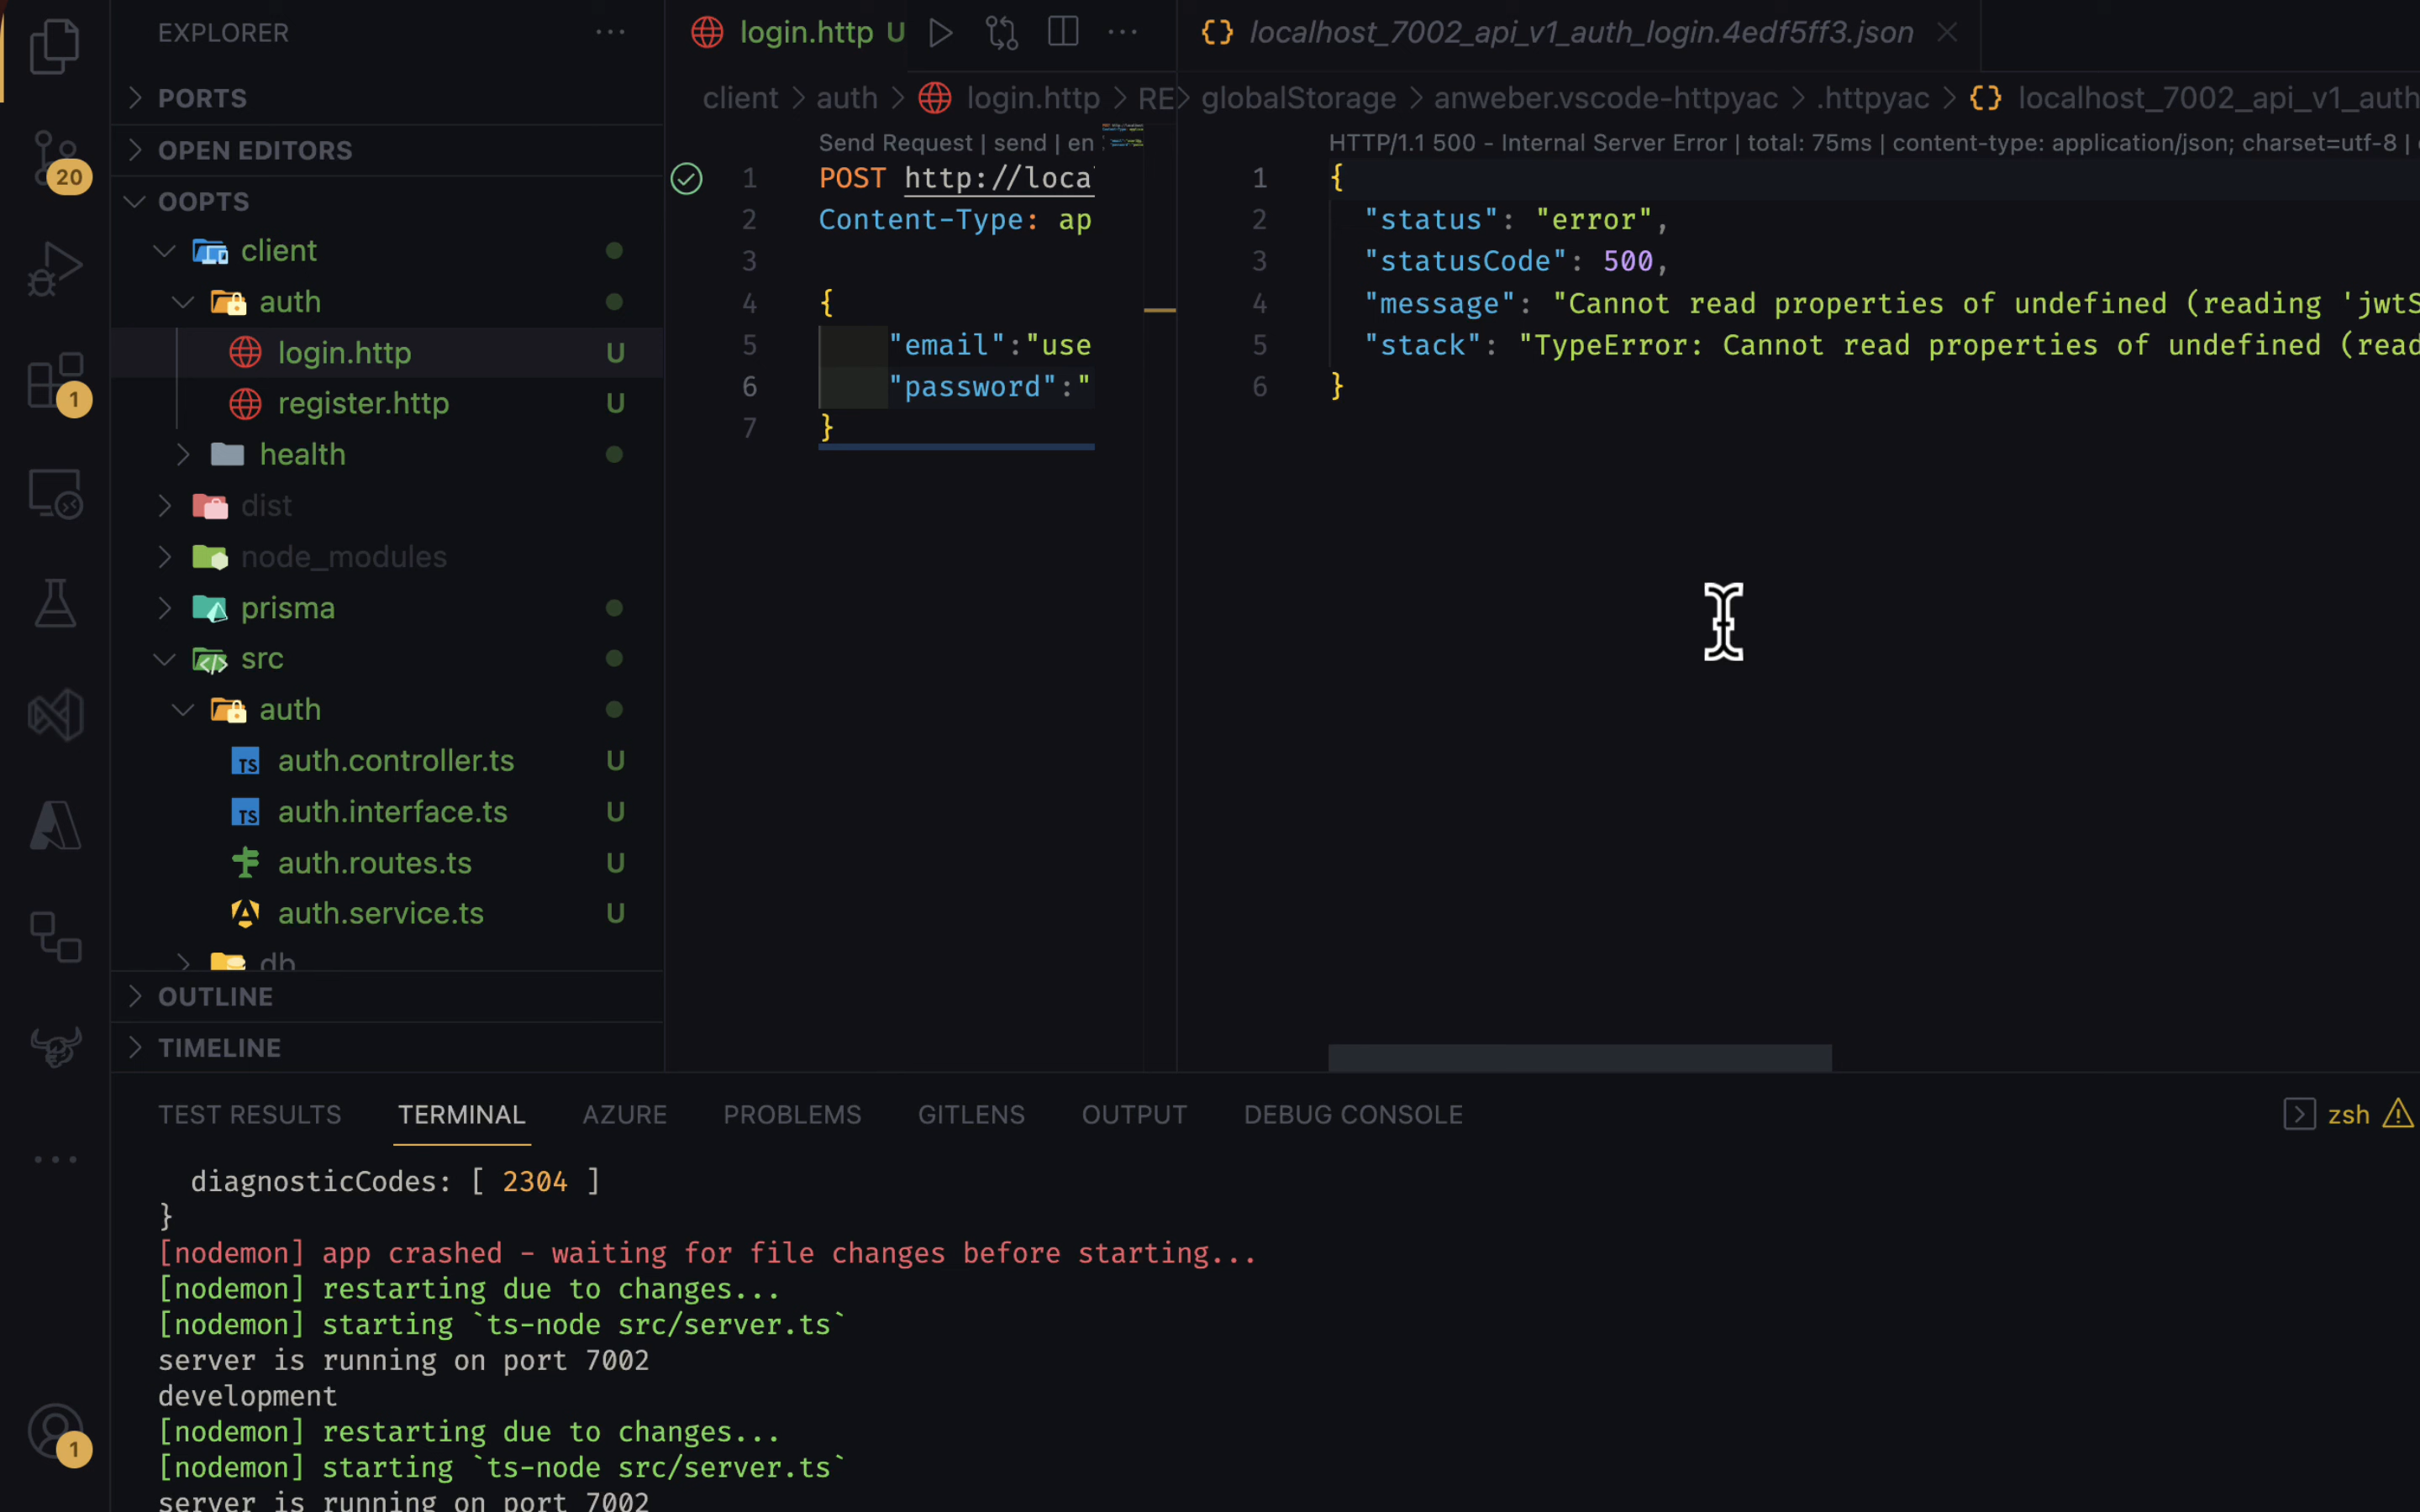 EXPLORER
PORTS
OPEN EDITORS
20
OOPTS
client
auth
login.http U
1
register.http U
health
dist
node_modules
prisma
src
auth
auth.controller.ts U
auth.interface.ts U
auth.routes.ts U
auth.service.ts U
db
OUTLINE
TIMELINE
1
login.http U
client > auth > login.http > RE
Send Request | send | en
1 POST http://loca
2 Content-Type: ap
3
4 {
5 "email":"use
6 "password":"
7 }
localhost_7002_api_v1_auth_login.4edf5ff3.json
globalStorage > anweber.vscode-httpyac > .httpyac > {} localhost_7002_api_v1_auth
HTTP/1.1 500 - Internal Server Error | total: 75ms | content-type: application/json; charset=utf-8 |
1 {
2 "status": "error",
3 "statusCode": 500,
4 "message": "Cannot read properties of undefined (reading 'jwtS
5 "stack": "TypeError: Cannot read properties of undefined (read
6 }
TEST RESULTS TERMINAL AZURE PROBLEMS GITLENS OUTPUT DEBUG CONSOLE zsh
diagnosticCodes: [ 2304 ]
}
[nodemon] app crashed - waiting for file changes before starting...
[nodemon] restarting due to changes...
[nodemon] starting `ts-node src/server.ts`
server is running on port 7002
development
[nodemon] restarting due to changes...
[nodemon] starting `ts-node src/server.ts`
server is running on port 7002